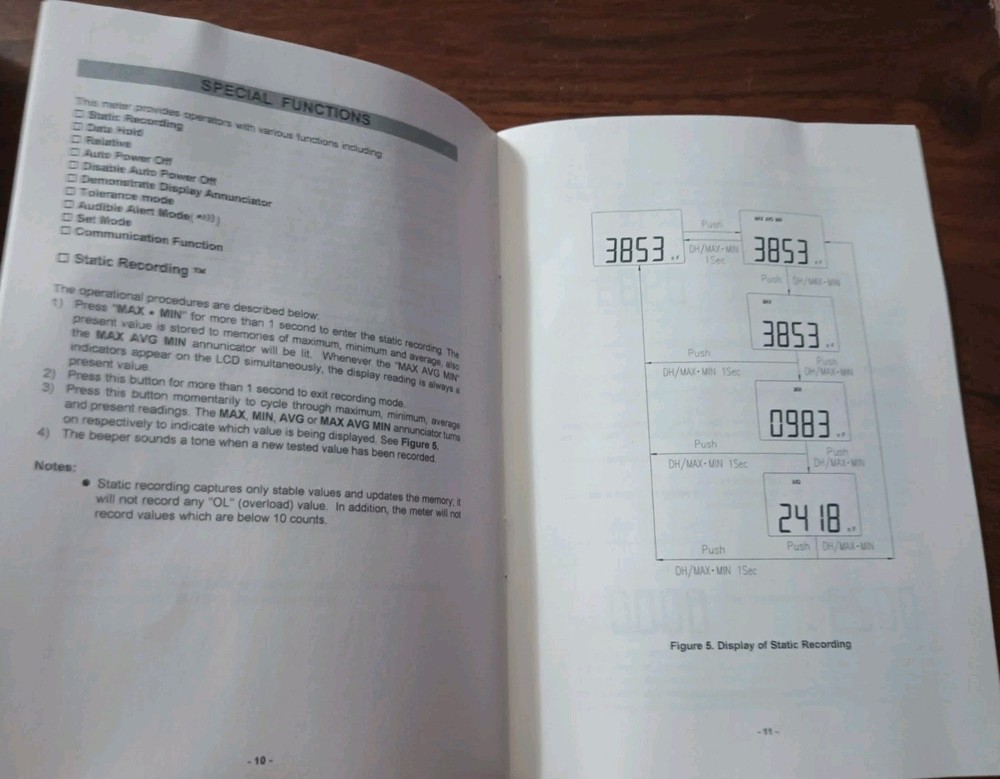 SPECIAL FUNCTIONS
This meter provides operators with various functions including
□ Static Recording
□ Data Hold
□ Relative
□ Auto Power Off
□ Disable Auto Power Off
□ Demonstrate Display Annunciator
□ Tolerance mode
□ Audible Alert Mode( •))) )
□ Set Mode
□ Communication Function
□ Static Recording ™
The operational procedures are described below:
1) Press "MAX • MIN" for more than 1 second to enter the static recording. The
present value is stored to memories of maximum, minimum and average, also
the MAX AVG MIN annunicator will be lit. Whenever the "MAX AVG MIN"
indicators appear on the LCD simultaneously, the display reading is always a
present value.
2) Press this button for more than 1 second to exit recording mode.
3) Press this button momentarily to cycle through maximum, minimum, average
and present readings. The MAX, MIN, AVG or MAX AVG MIN annunciator turns
on respectively to indicate which value is being displayed. See Figure 5.
4) The beeper sounds a tone when a new tested value has been recorded.
Notes:
● Static recording captures only stable values and updates the memory, it
will not record any "OL" (overload) value. In addition, the meter will not
record values which are below 10 counts.
- 10 -
3853 nF
Push
DH/MAX•MIN
1Sec
MAX AVG MIN
3853 nF
Push DH/MAX•MIN
MAX
3853 nF
Push
DH/MAX•MIN 1Sec
Push
DH/MAX•MIN
MIN
0983 nF
Push
DH/MAX•MIN 1Sec
Push
DH/MAX•MIN
AVG
2418 nF
Push
DH/MAX•MIN 1Sec
Push DH/MAX•MIN
Figure 5. Display of Static Recording
- 11 -